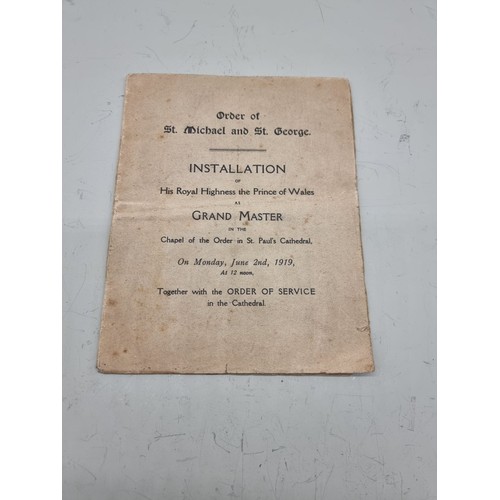 Order of
St. Michael and St. George.
INSTALLATION
OF
His Royal Highness the Prince of Wales
AS
GRAND MASTER
IN THE
Chapel of the Order in St. Paul's Cathedral,
On Monday, June 2nd, 1919,
At 12 noon,
Together with the ORDER OF SERVICE
in the Cathedral.